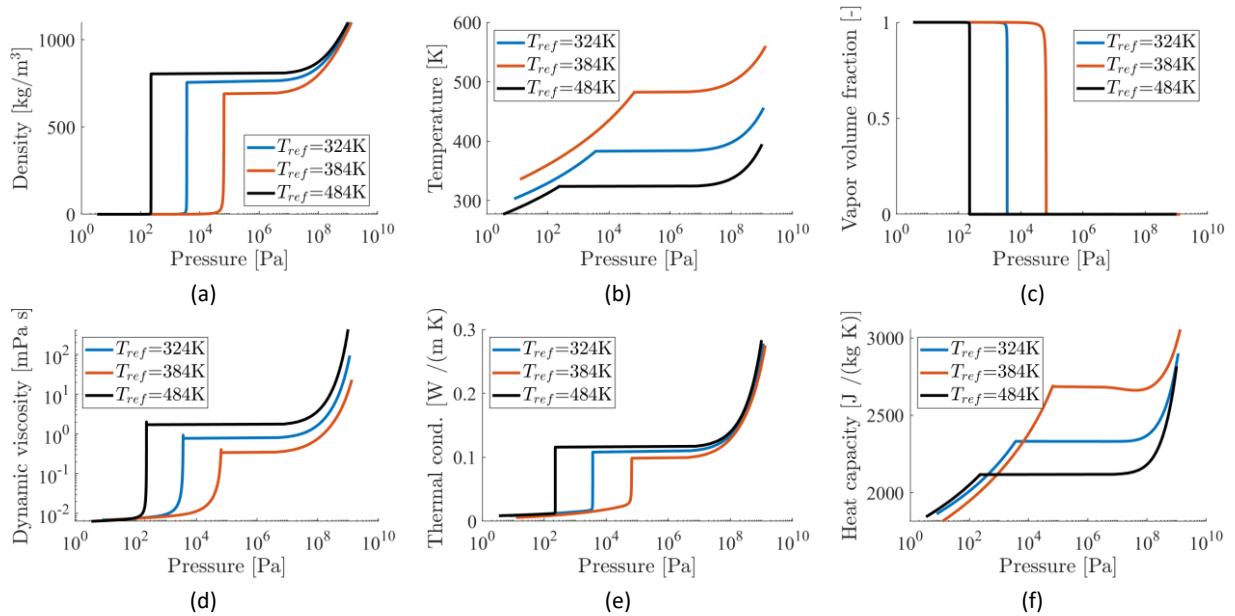 Density [kg/m³]
1000
500
0
T_ref=324K
T_ref=384K
T_ref=484K
10⁰ 10² 10⁴ 10⁶ 10⁸ 10¹⁰
Pressure [Pa]
(a)
Temperature [K]
600
500
400
300
T_ref=324K
T_ref=384K
T_ref=484K
10⁰ 10² 10⁴ 10⁶ 10⁸ 10¹⁰
Pressure [Pa]
(b)
Vapor volume fraction [-]
1
0.5
0
T_ref=324K
T_ref=384K
T_ref=484K
10⁰ 10² 10⁴ 10⁶ 10⁸ 10¹⁰
Pressure [Pa]
(c)
Dynamic viscosity [mPa s]
10²
10¹
10⁰
10⁻¹
10⁻²
T_ref=324K
T_ref=384K
T_ref=484K
10⁰ 10² 10⁴ 10⁶ 10⁸ 10¹⁰
Pressure [Pa]
(d)
Thermal cond. [W /(m K)]
0.3
0.2
0.1
0
T_ref=324K
T_ref=384K
T_ref=484K
10⁰ 10² 10⁴ 10⁶ 10⁸ 10¹⁰
Pressure [Pa]
(e)
Heat capacity [J /(kg K)]
3000
2500
2000
T_ref=324K
T_ref=384K
T_ref=484K
10⁰ 10² 10⁴ 10⁶ 10⁸ 10¹⁰
Pressure [Pa]
(f)